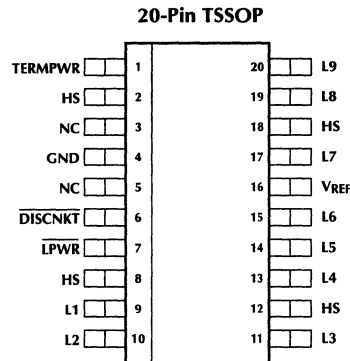 20-Pin TSSOP
TERMPWR 1 20 L9
HS 2 19 L8
NC 3 18 HS
GND 4 17 L7
NC 5 16 VREF
DISCNKT 6 15 L6
LPWR 7 14 L5
HS 8 13 L4
L1 9 12 HS
L2 10 11 L3